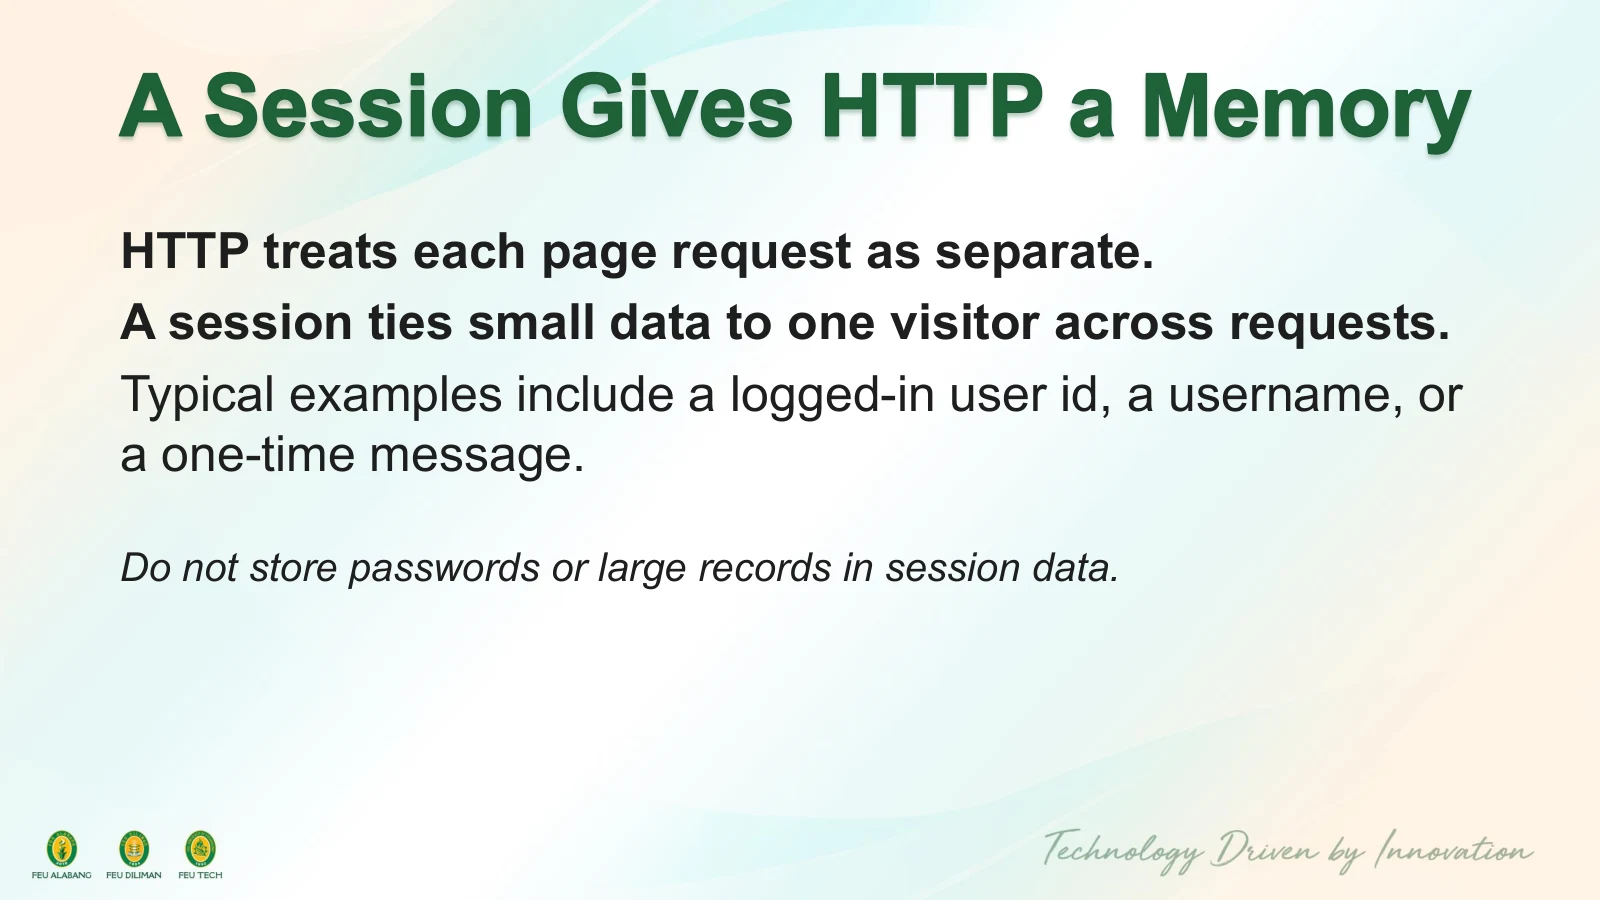 A Session Gives HTTP a Memory
HTTP treats each page request as separate.
A session ties small data to one visitor across requests.
Typical examples include a logged-in user id, a username, or
a one-time message.
Do not store passwords or large records in session data.
FEU ALABANG FEU DILIMAN FEU TECH
Technology Driven by Innovation